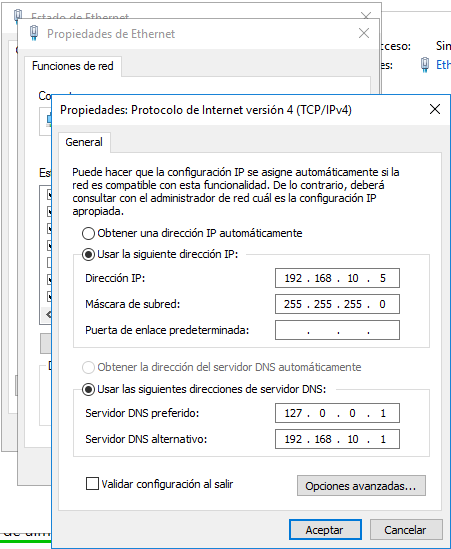 Estado de Ethernet
Propiedades de Ethernet
Funciones de red
cceso:
Sin
es:
Eth
Propiedades: Protocolo de Internet versión 4 (TCP/IPv4)
General
Puede hacer que la configuración IP se asigne automáticamente si la
red es compatible con esta funcionalidad. De lo contrario, deberá
consultar con el administrador de red cuál es la configuración IP
apropiada.
Obtener una dirección IP automáticamente
Usar la siguiente dirección IP:
Dirección IP: 192 . 168 . 10 . 5
Máscara de subred: 255 . 255 . 255 . 0
Puerta de enlace predeterminada: . . .
Obtener la dirección del servidor DNS automáticamente
Usar las siguientes direcciones de servidor DNS:
Servidor DNS preferido: 127 . 0 . 0 . 1
Servidor DNS alternativo: 192 . 168 . 10 . 1
Validar configuración al salir
Opciones avanzadas...
Aceptar
Cancelar